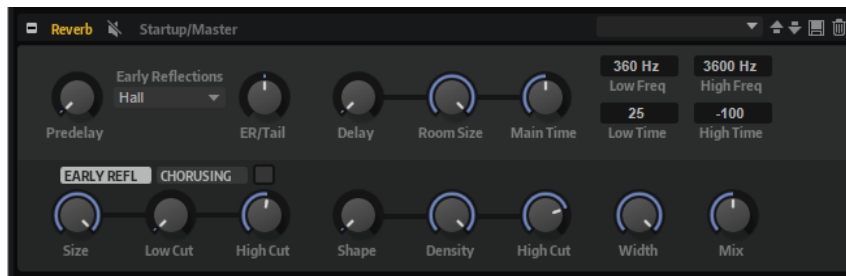 Reverb Startup/Master
Early Reflections
Hall
Predelay ER/Tail Delay Room Size Main Time
360 Hz 3600 Hz
Low Freq High Freq
25 -100
Low Time High Time
EARLY REFL CHORUSING
Size Low Cut High Cut Shape Density High Cut Width Mix